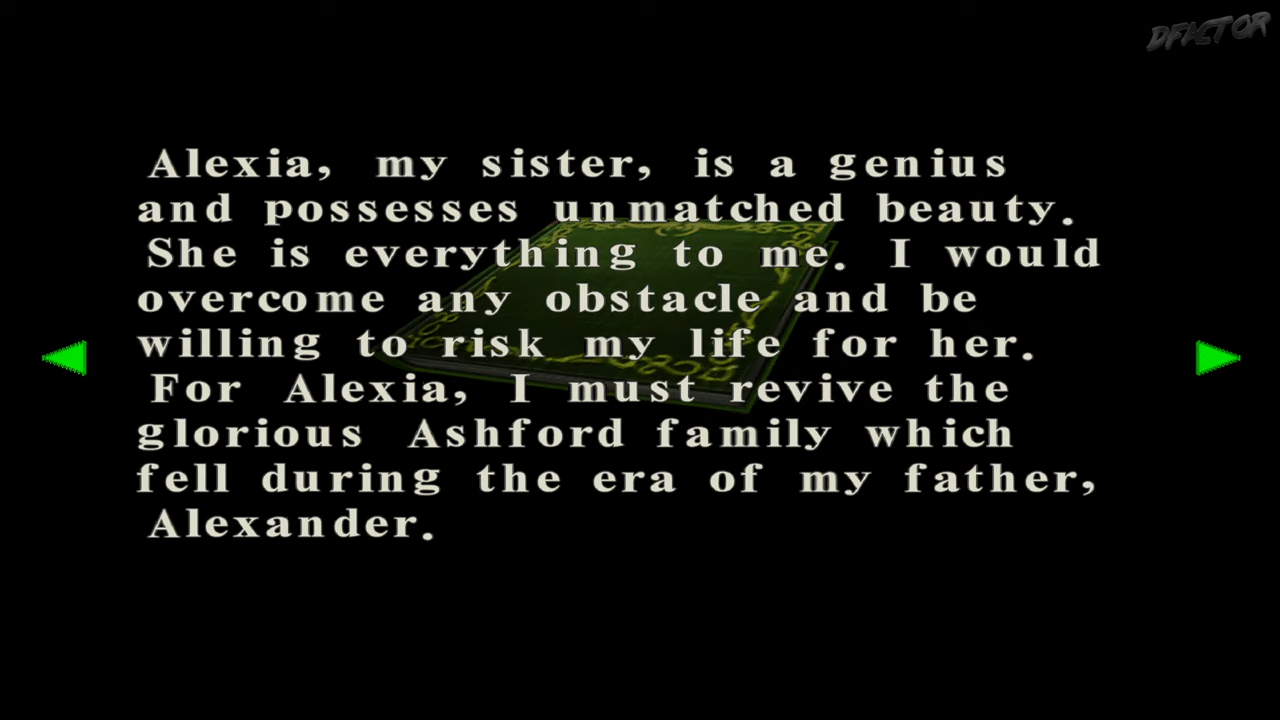 DFACTOR
Alexia, my sister, is a genius
and possesses unmatched beauty.
She is everything to me. I would
overcome any obstacle and be
willing to risk my life for her.
For Alexia, I must revive the
glorious Ashford family which
fell during the era of my father,
Alexander.